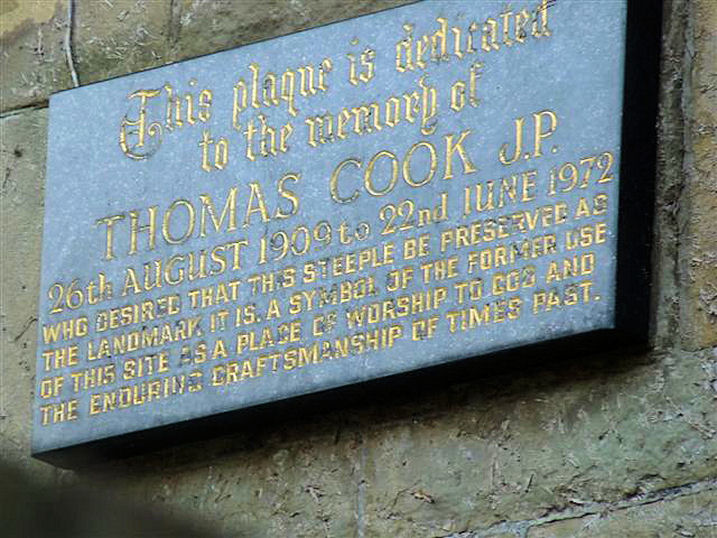 This plaque is dedicated
to the memory of
THOMAS COOK J.P.
26th AUGUST 1909 to 22nd JUNE 1972
WHO DESIRED THAT THIS STEEPLE BE PRESERVED AS
THE LANDMARK IT IS. A SYMBOL OF THE FORMER USE
OF THIS SITE AS A PLACE OF WORSHIP TO GOD AND
THE ENDURING CRAFTSMANSHIP OF TIMES PAST.